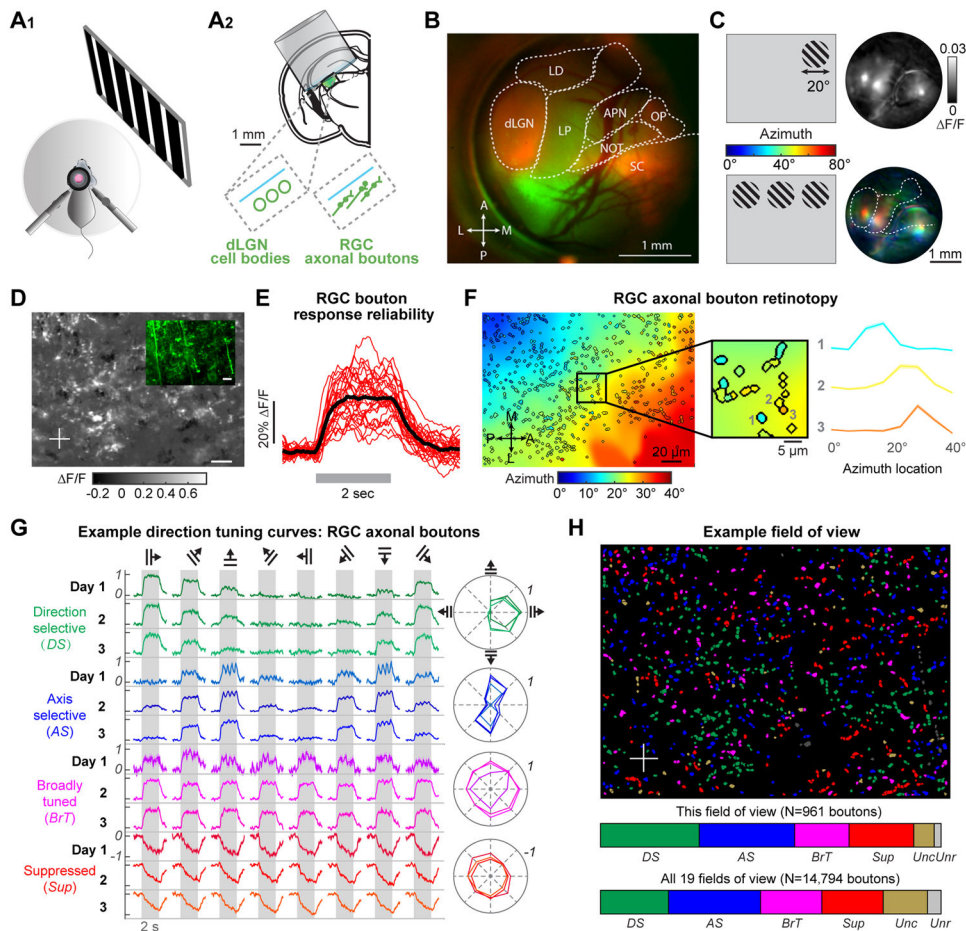 A1
A2
1 mm
dLGN
cell bodies
RGC
axonal boutons
B
LD
dLGN
LP
APN
OP
NOT
SC
A
L
M
P
1 mm
C
20°
0.03
0
ΔF/F
Azimuth
0°
40°
80°
1 mm
D
ΔF/F
-0.2
0
0.2
0.4
0.6
E
RGC bouton
response reliability
20% ΔF/F
2 sec
F
RGC axonal bouton retinotopy
M
P
A
L
20 µm
Azimuth
0°
10°
20°
30°
40°
1
2
3
5 µm
1
2
3
0°
20°
40°
Azimuth location
G
Example direction tuning curves: RGC axonal boutons
Direction
selective
(DS)
Day 1
1
0
2
3
1
Axis
selective
(AS)
Day 1
1
0
2
3
1
Broadly
tuned
(BrT)
Day 1
1
0
2
3
1
Suppressed
(Sup)
Day 1
0
-1
2
3
-1
2 s
H
Example field of view
This field of view (N=961 boutons)
DS
AS
BrT
Sup
Unc
Unr
All 19 fields of view (N=14,794 boutons)
DS
AS
BrT
Sup
Unc
Unr